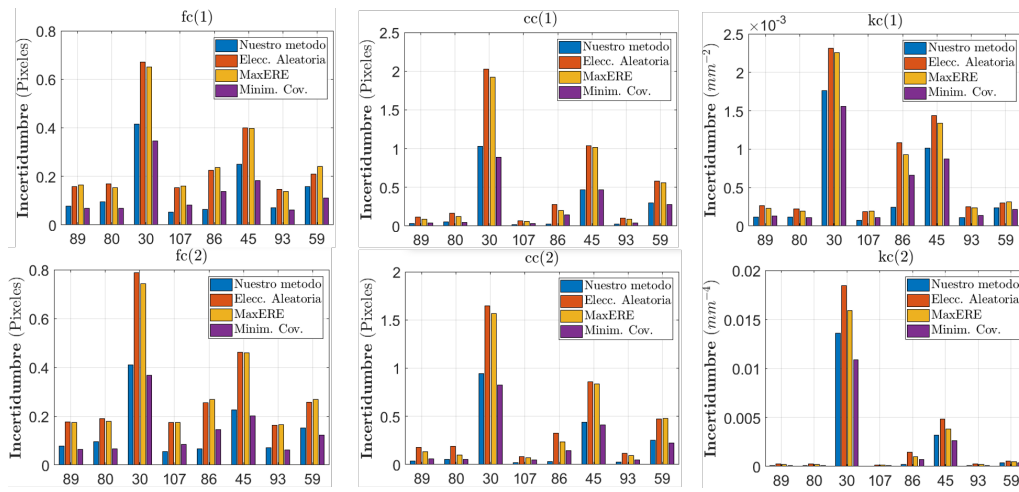 fc(1)
Incertidumbre (Pixeles)
0.8
0.6
0.4
0.2
0
Nuestro metodo
Elecc. Aleatoria
MaxERE
Minim. Cov.
89 80 30 107 86 45 93 59
cc(1)
Incertidumbre (Pixeles)
2.5
2
1.5
1
0.5
0
Nuestro metodo
Elecc. Aleatoria
MaxERE
Minim. Cov.
89 80 30 107 86 45 93 59
kc(1)
×10⁻³
Incertidumbre (mm⁻²)
2.5
2
1.5
1
0.5
0
Nuestro metodo
Elecc. Aleatoria
MaxERE
Minim. Cov.
89 80 30 107 86 45 93 59
fc(2)
Incertidumbre (Pixeles)
0.8
0.6
0.4
0.2
0
Nuestro metodo
Elecc. Aleatoria
MaxERE
Minim. Cov.
89 80 30 107 86 45 93 59
cc(2)
Incertidumbre (Pixeles)
2
1.5
1
0.5
0
Nuestro metodo
Elecc. Aleatoria
MaxERE
Minim. Cov.
89 80 30 107 86 45 93 59
kc(2)
Incertidumbre (mm⁻⁴)
0.02
0.015
0.01
0.005
0
Nuestro metodo
Elecc. Aleatoria
MaxERE
Minim. Cov.
89 80 30 107 86 45 93 59